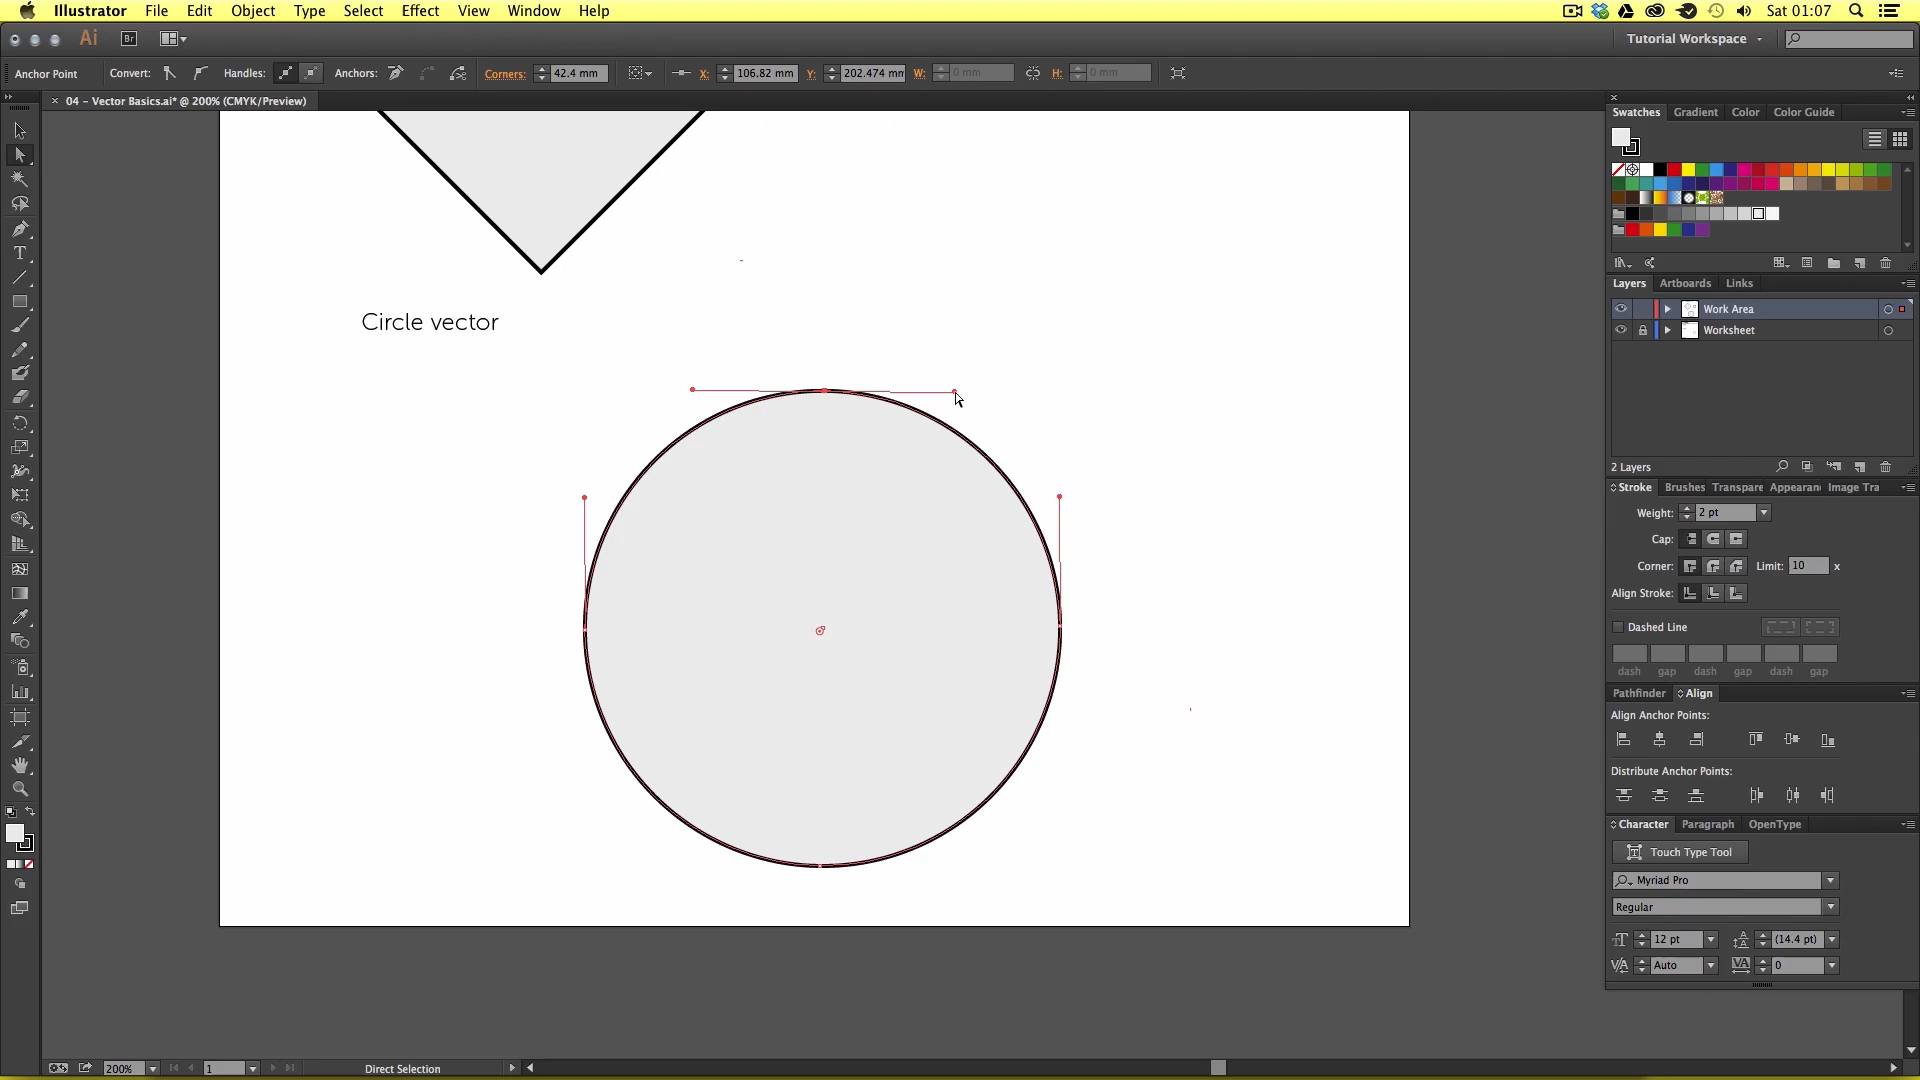 Illustrator File Edit Object Type Select Effect View Window Help Sat 01:07
Ai Br Tutorial Workspace
Anchor Point Convert: Handles: Anchors: Corners: 42.4 mm X: 106.82 mm Y: 202.474 mm W: 0 mm H: 0 mm
× 04 – Vector Basics.ai* @ 200% (CMYK/Preview)
Swatches Gradient Color Color Guide
Layers Artboards Links
Work Area
Worksheet
Circle vector
2 Layers
Stroke Brushes Transpare Appearan Image Tra
Weight: 2 pt
Cap:
Corner: Limit: 10 x
Align Stroke:
Dashed Line
dash gap dash gap dash gap
Pathfinder Align
Align Anchor Points:
Distribute Anchor Points:
Character Paragraph OpenType
Touch Type Tool
Myriad Pro
Regular
12 pt (14.4 pt)
Auto 0
200% 1 Direct Selection